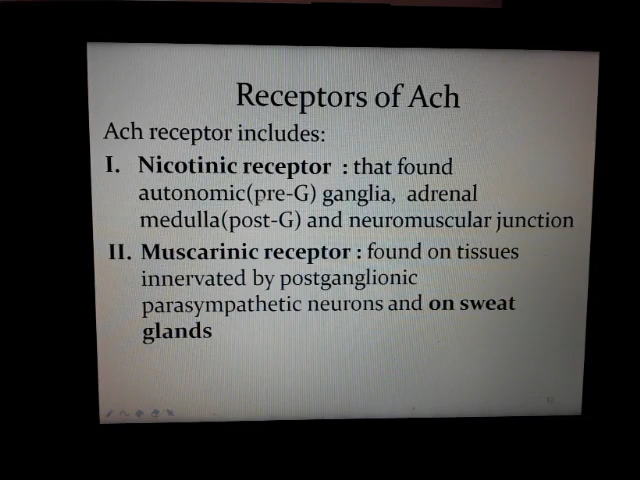 Receptors of Ach
Ach receptor includes:
I. Nicotinic receptor : that found
autonomic(pre-G) ganglia, adrenal
medulla(post-G) and neuromuscular junction
II. Muscarinic receptor : found on tissues
innervated by postganglionic
parasympathetic neurons and on sweat
glands